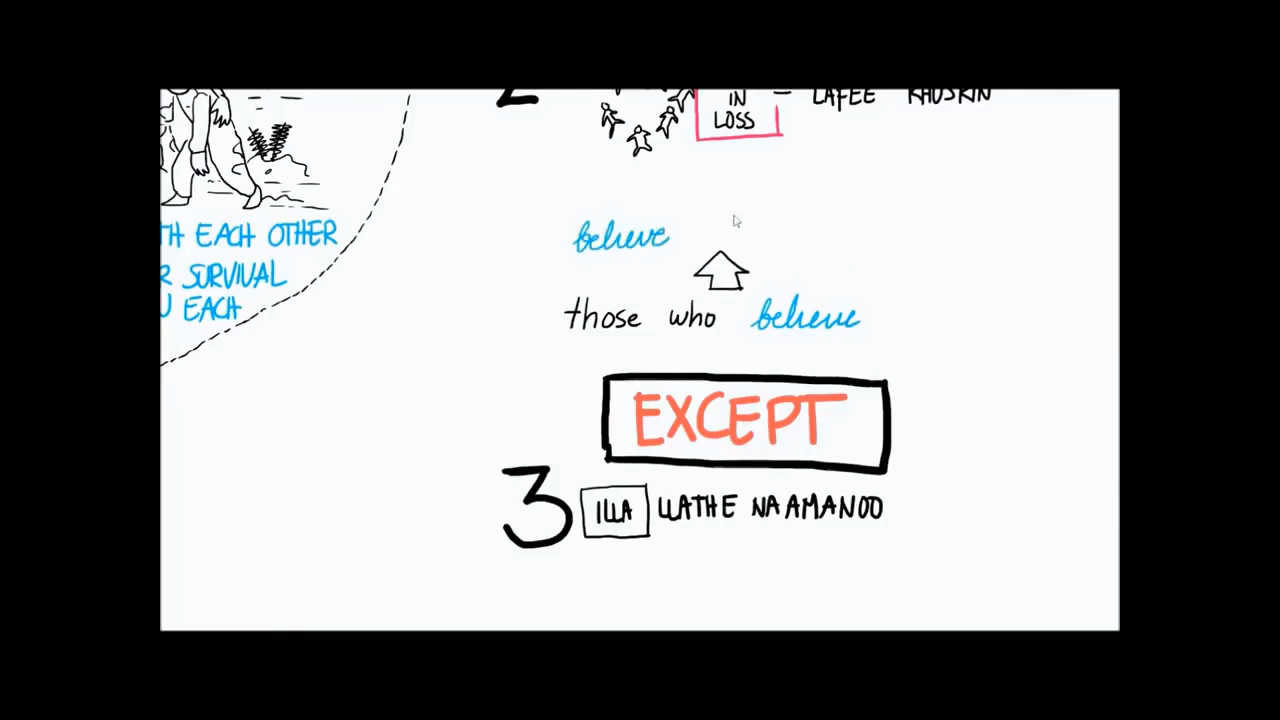 IN
LOSS
LAFEE KHUSRIN
TH EACH OTHER
R SURVIVAL
EACH
believe
those who believe
EXCEPT
3 ILLA LLATHE NA AMANOO